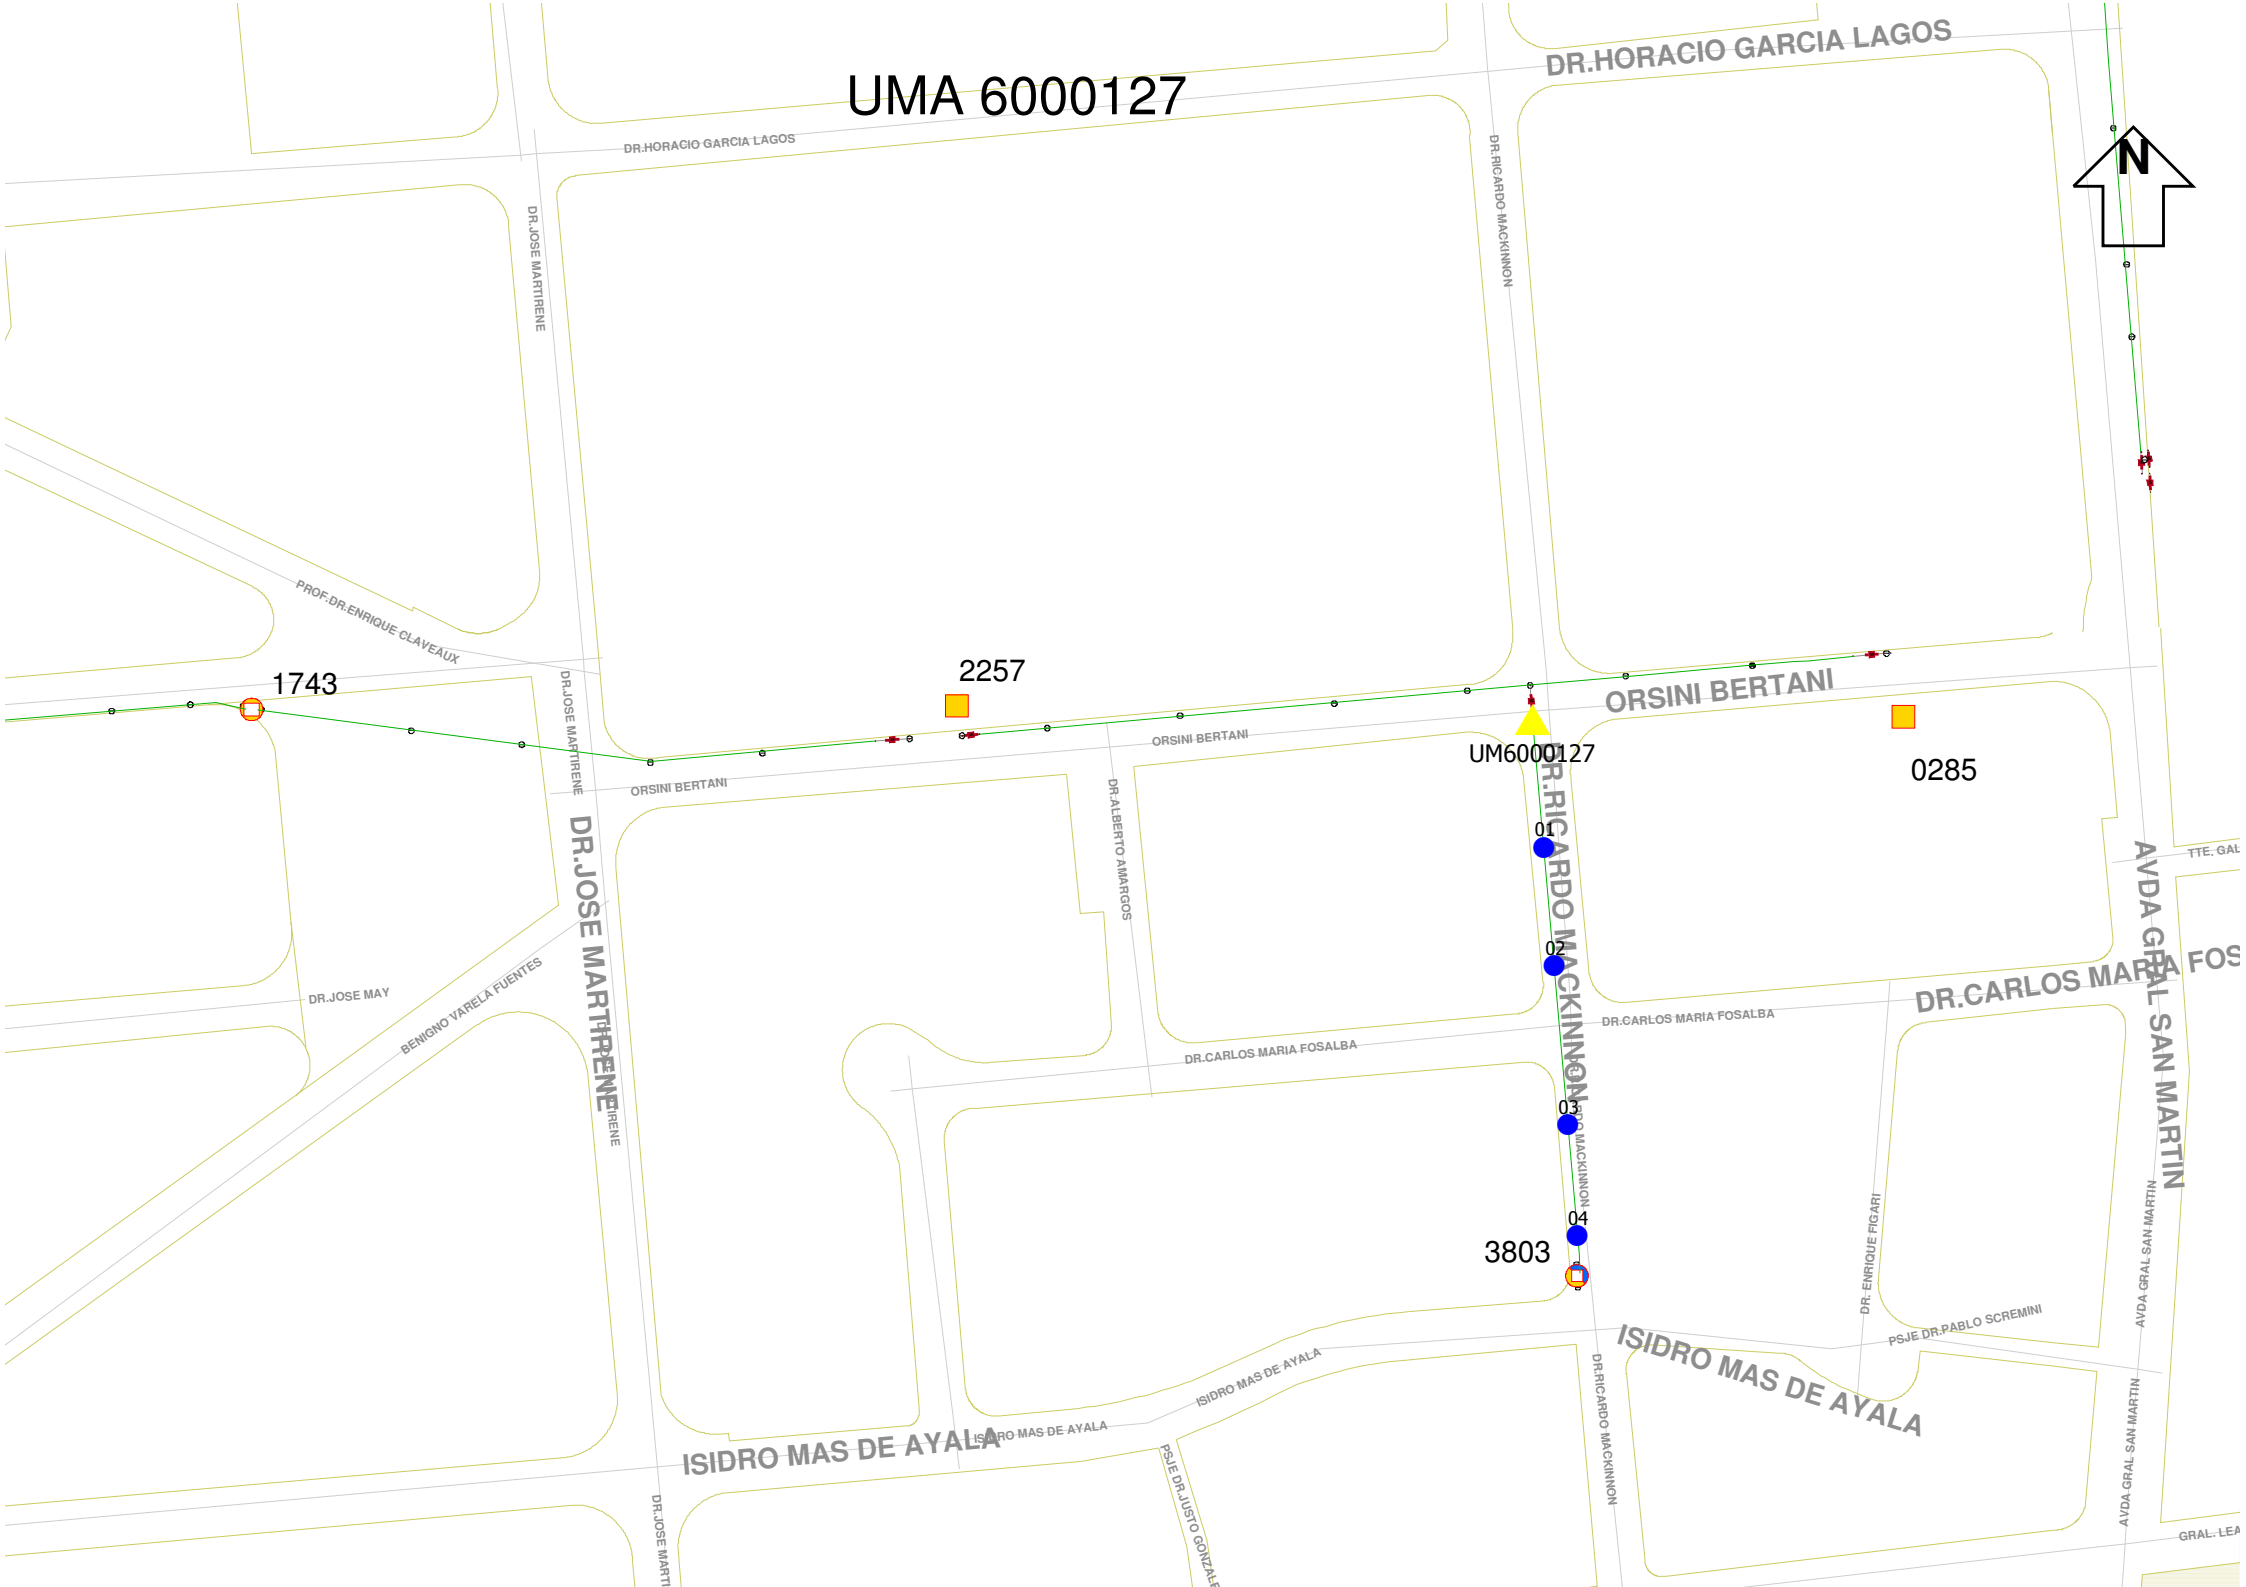 DR.HORACIO GARCIA LAGOS
UMA 6000127
DR.HORACIO GARCIA LAGOS
DR.RICARDO MACKINNON
N
DR.JOSE MARTIRENE
PROF.DR.ENRIQUE CLAVEAUX
1743
2257
DR.JOSE MARTIRENE
ORSINI BERTANI
ORSINI BERTANI
UM6000127
0285
ORSINI BERTANI
DR.ALBERTO AMARGOS
DR.RICARDO MACKINNON
01
DR.JOSE MARTIRENE
AVDA GRAL SAN MARTIN
TTE. GAL
02
DR.CARLOS MARIA FOS
BENIGNO VARELA FUENTES
DR.JOSE MAY
DR.CARLOS MARIA FOSALBA
DR.CARLOS MARIA FOSALBA
03
04
3803
DR. ENRIQUE FIGARI
AVDA GRAL SAN MARTIN
PSJE DR.PABLO SCREMINI
ISIDRO MAS DE AYALA
ISIDRO MAS DE AYALA
DR.RICARDO MACKINNON
AVDA GRAL SAN MARTIN
ISIDRO MAS DE AYALA
ISIDRO MAS DE AYALA
PSJE DR.JUSTO GONZALE
DR.JOSE MARTI
GRAL. LEA